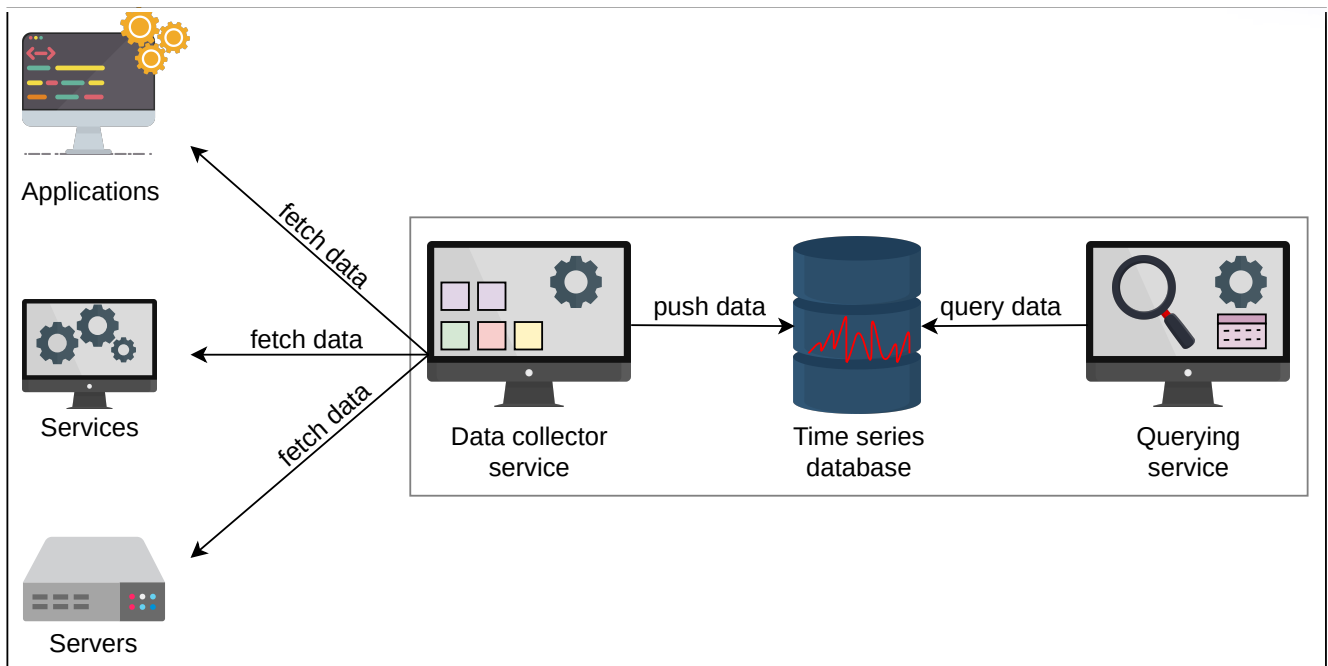 Applications
fetch data
Services
fetch data
fetch data
Servers
Data collector
service
push data
Time series
database
query data
Querying
service